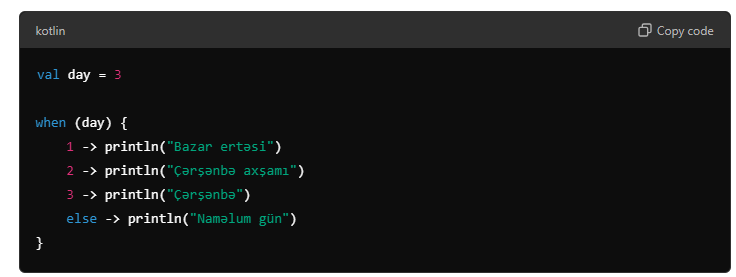 kotlin
Copy code
val day = 3
when (day) {
1 -> println("Bazar ertəsi")
2 -> println("Çərşənbə axşamı")
3 -> println("Çərşənbə")
else -> println("Naməlum gün")
}